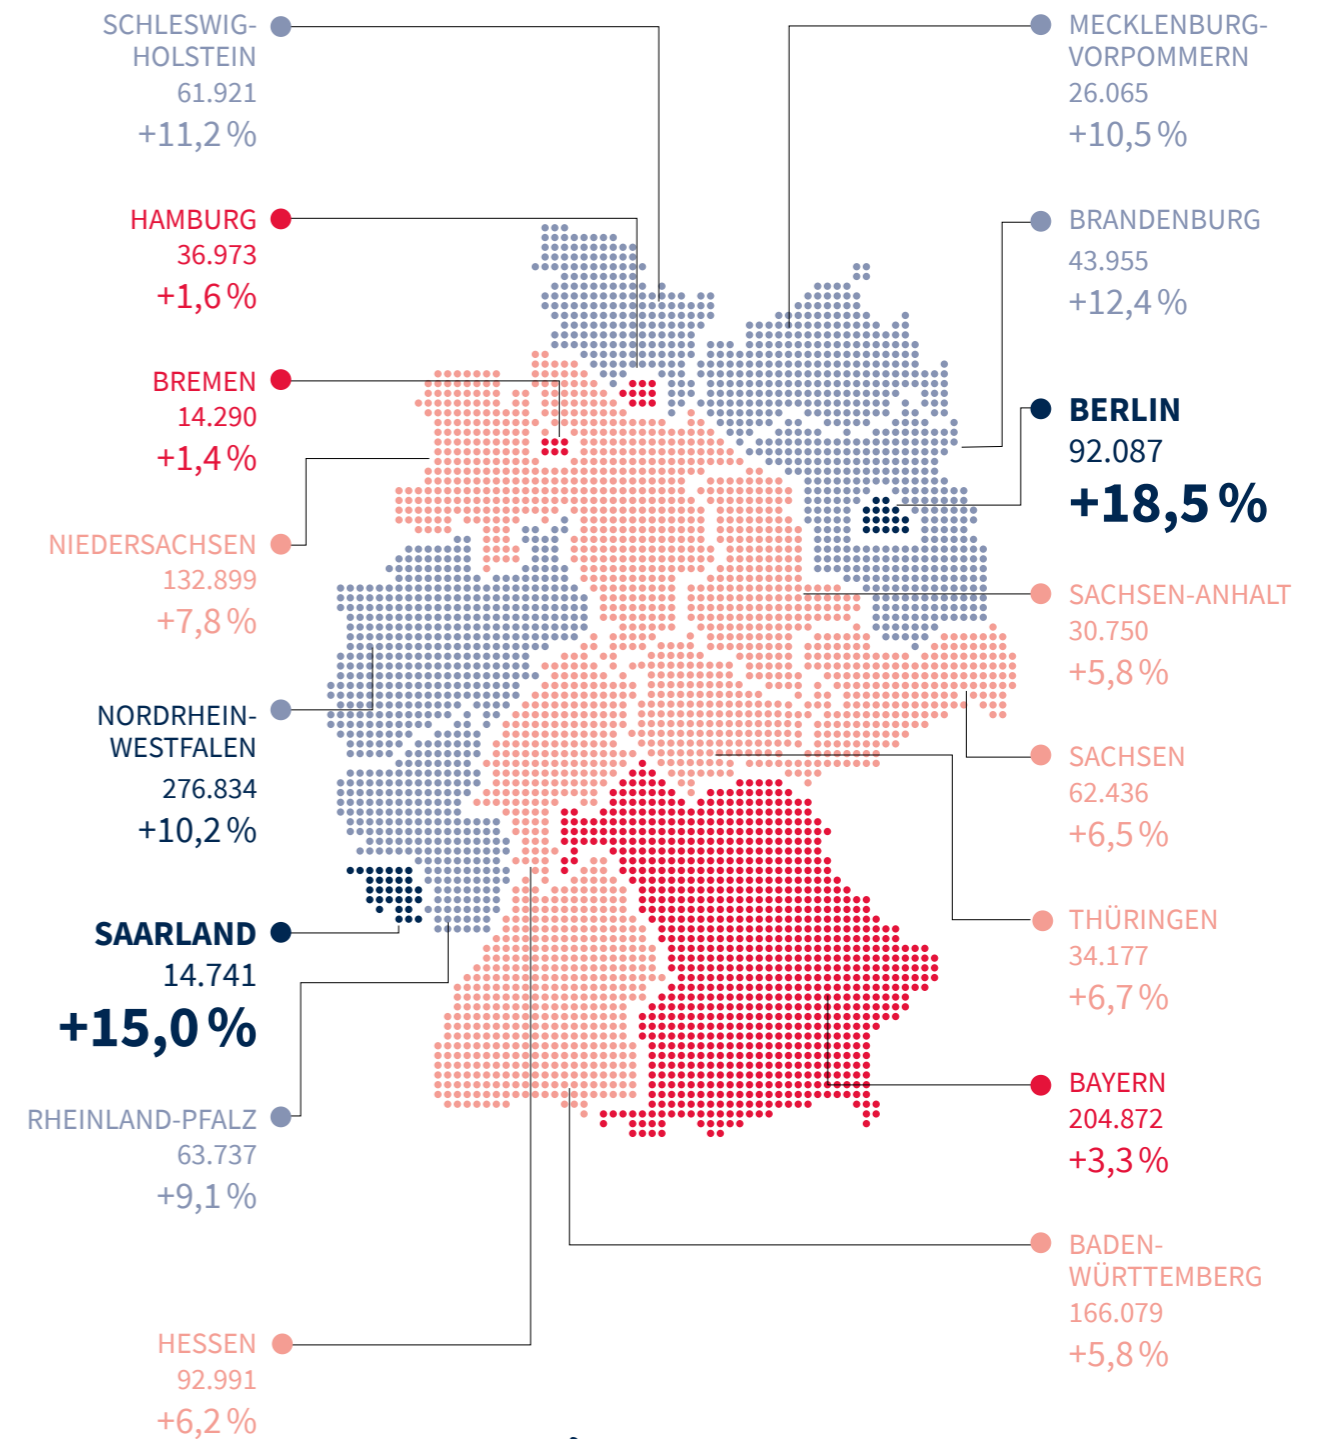 SCHLESWIG-
HOLSTEIN
61.921
+11,2 %
HAMBURG
36.973
+1,6 %
BREMEN
14.290
+1,4 %
NIEDERSACHSEN
132.899
+7,8 %
NORDRHEIN-
WESTFALEN
276.834
+10,2 %
SAARLAND
14.741
+15,0 %
RHEINLAND-PFALZ
63.737
+9,1 %
HESSEN
92.991
+6,2 %
MECKLENBURG-
VORPOMMERN
26.065
+10,5 %
BRANDENBURG
43.955
+12,4 %
BERLIN
92.087
+18,5 %
SACHSEN-ANHALT
30.750
+5,8 %
SACHSEN
62.436
+6,5 %
THÜRINGEN
34.177
+6,7 %
BAYERN
204.872
+3,3 %
BADEN-
WÜRTTEMBERG
166.079
+5,8 %